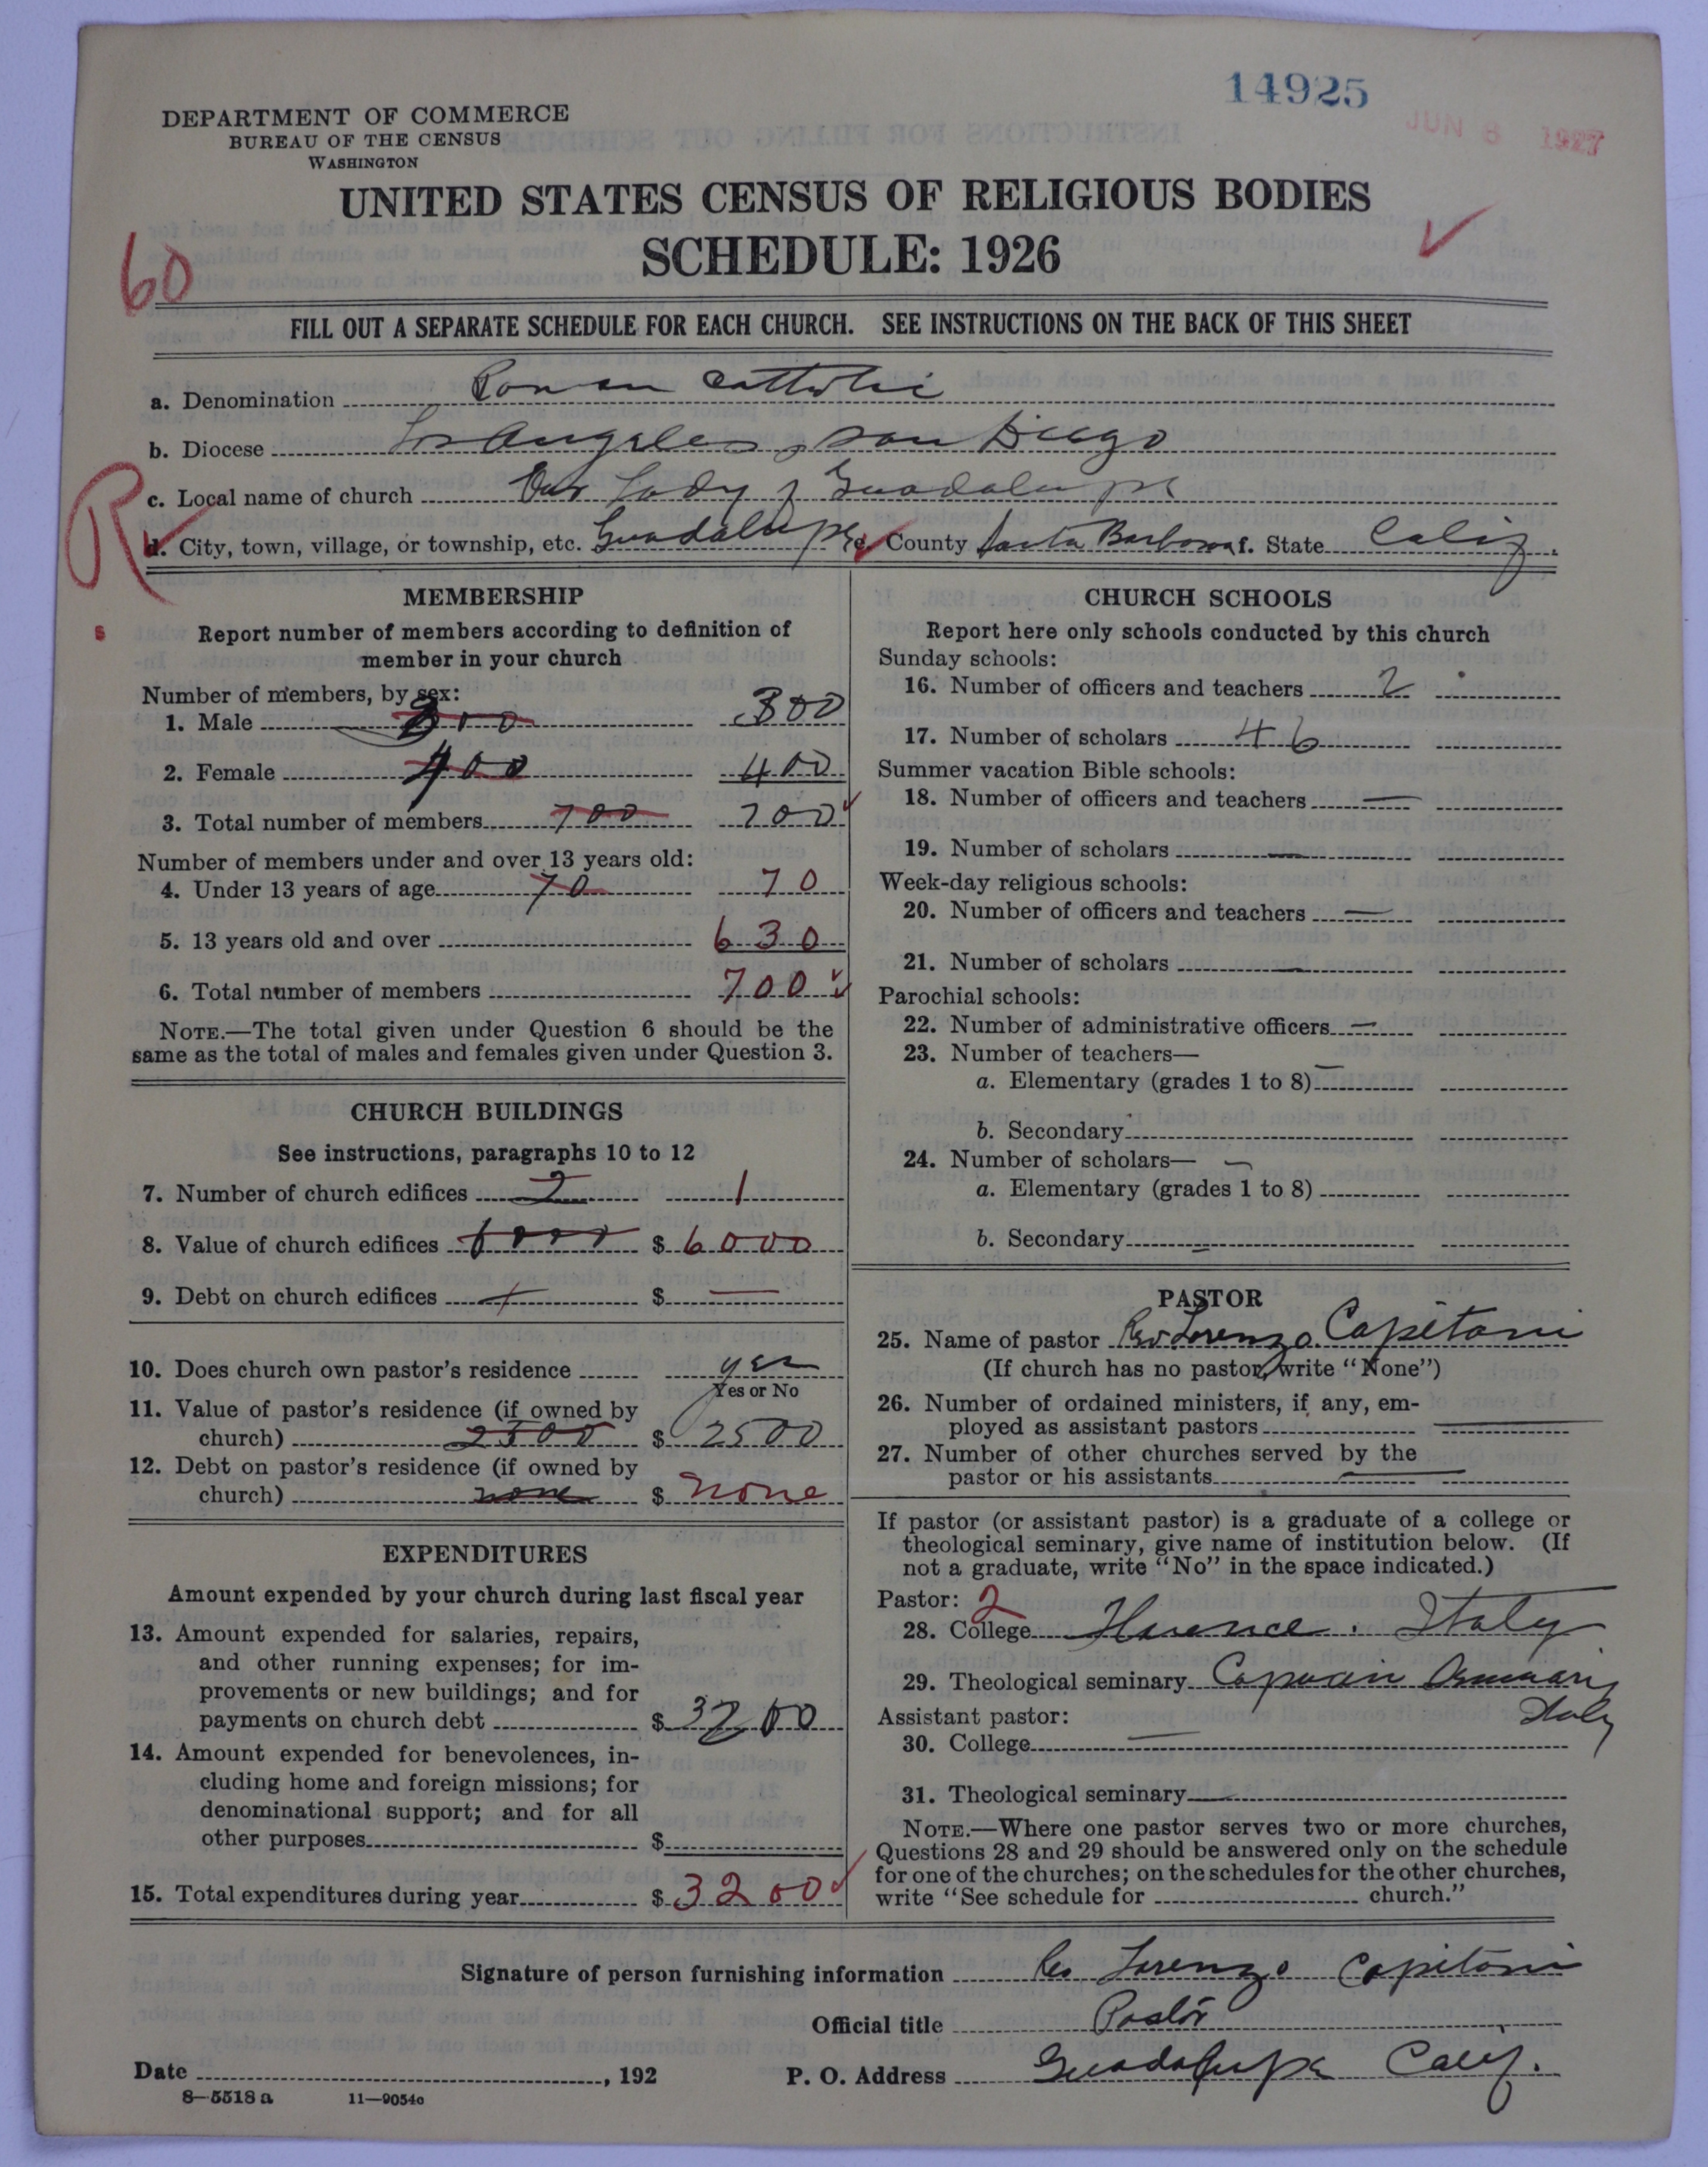 14925
JUN 8 1927
DEPARTMENT OF COMMERCE
BUREAU OF THE CENSUS
WASHINGTON
UNITED STATES CENSUS OF RELIGIOUS BODIES
SCHEDULE: 1926
60
FILL OUT A SEPARATE SCHEDULE FOR EACH CHURCH. SEE INSTRUCTIONS ON THE BACK OF THIS SHEET
a. Denomination Roman Catholic
b. Diocese Los Angeles, San Diego
c. Local name of church Our Lady of Guadalupe
R
d. City, town, village, or township, etc. Guadalupe e. County Santa Barbara f. State Calif.
MEMBERSHIP
Report number of members according to definition of
member in your church
Number of members, by sex:
1. Male 300 300
2. Female 400 400
3. Total number of members 700 700
Number of members under and over 13 years old:
4. Under 13 years of age 70 70
5. 13 years old and over 630
6. Total number of members 700
NOTE.—The total given under Question 6 should be the
same as the total of males and females given under Question 3.
CHURCH BUILDINGS
See instructions, paragraphs 10 to 12
7. Number of church edifices 2 1
8. Value of church edifices 6000 $ 6000
9. Debt on church edifices $ —
10. Does church own pastor's residence yes
Yes or No
11. Value of pastor's residence (if owned by
church) 2500 $ 2500
12. Debt on pastor's residence (if owned by
church) none $ none
EXPENDITURES
Amount expended by your church during last fiscal year
13. Amount expended for salaries, repairs,
and other running expenses; for im-
provements or new buildings; and for
payments on church debt $ 3200
14. Amount expended for benevolences, in-
cluding home and foreign missions; for
denominational support; and for all
other purposes $
15. Total expenditures during year $ 3200
CHURCH SCHOOLS
Report here only schools conducted by this church
Sunday schools:
16. Number of officers and teachers 2
17. Number of scholars 46
Summer vacation Bible schools:
18. Number of officers and teachers —
19. Number of scholars —
Week-day religious schools:
20. Number of officers and teachers —
21. Number of scholars —
Parochial schools:
22. Number of administrative officers —
23. Number of teachers—
a. Elementary (grades 1 to 8) —
b. Secondary
24. Number of scholars— —
a. Elementary (grades 1 to 8)
b. Secondary —
PASTOR
25. Name of pastor Rev. Lorenzo Capitani
(If church has no pastor, write "None")
26. Number of ordained ministers, if any, em-
ployed as assistant pastors —
27. Number of other churches served by the
pastor or his assistants —
If pastor (or assistant pastor) is a graduate of a college or
theological seminary, give name of institution below. (If
not a graduate, write "No" in the space indicated.)
Pastor: 2
28. College Florence. Italy
29. Theological seminary Seminary
Italy
Assistant pastor:
30. College —
31. Theological seminary —
NOTE.—Where one pastor serves two or more churches,
Questions 28 and 29 should be answered only on the schedule
for one of the churches; on the schedules for the other churches,
write "See schedule for church."
Signature of person furnishing information Rev Lorenzo Capitani
Official title Pastor
Date , 192 P. O. Address Guadalupe Calif.
8—5518 a 11—9054c